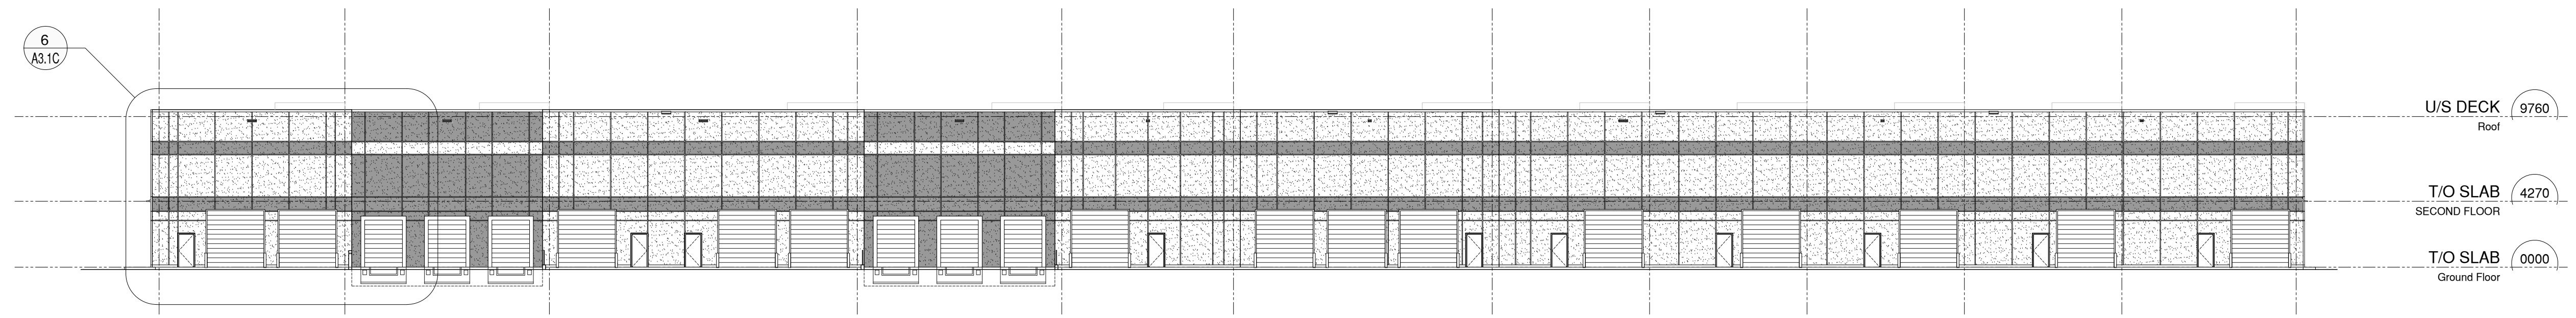 6
A3.1C
U/S DECK 9760
Roof
T/O SLAB 4270
SECOND FLOOR
T/O SLAB 0000
Ground Floor